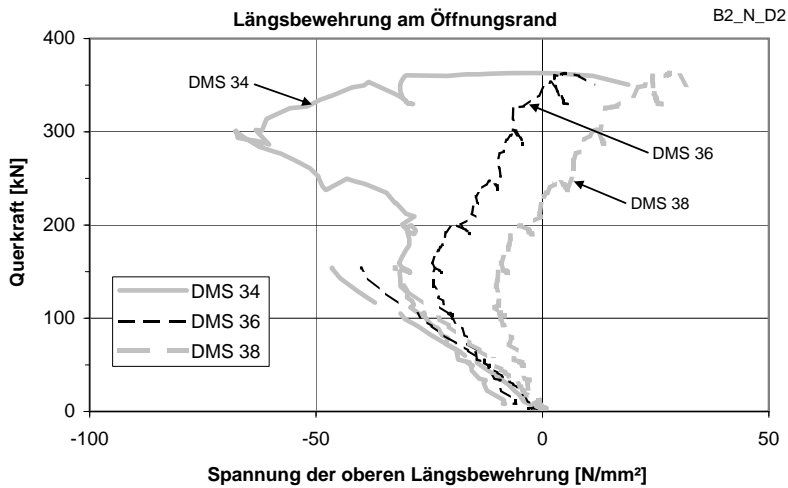 Längsbewehrung am Öffnungsrand
B2_N_D2
400
300
200
100
0
Querkraft [kN]
DMS 34
DMS 36
DMS 38
DMS 34
DMS 36
DMS 38
-100
-50
0
50
Spannung der oberen Längsbewehrung [N/mm²]